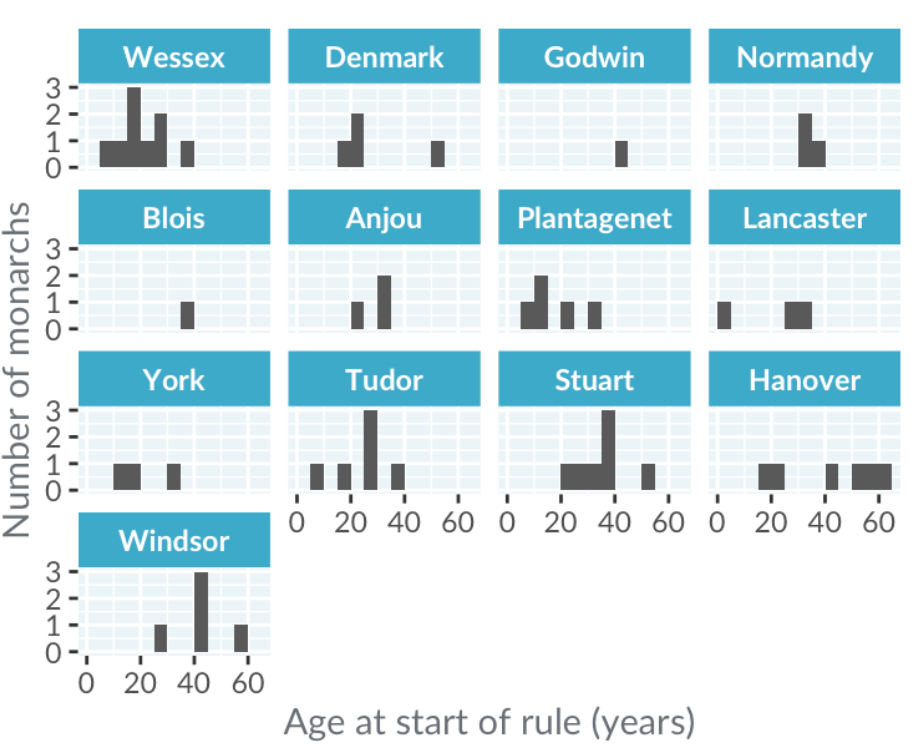 Wessex Denmark Godwin Normandy
3
2
1
0
Blois Anjou Plantagenet Lancaster
3
2
1
0
York Tudor Stuart Hanover
3
2
1
0
0 20 40 60 0 20 40 60 0 20 40 60
Windsor
3
2
1
0
0 20 40 60
Number of monarchs
Age at start of rule (years)